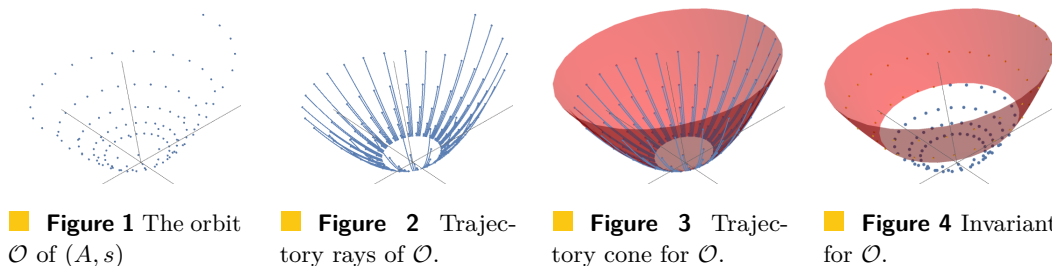 Figure 1 The orbit
𝒪 of (A, s)
Figure 2 Trajec-
tory rays of 𝒪.
Figure 3 Trajec-
tory cone for 𝒪.
Figure 4 Invariant
for 𝒪.